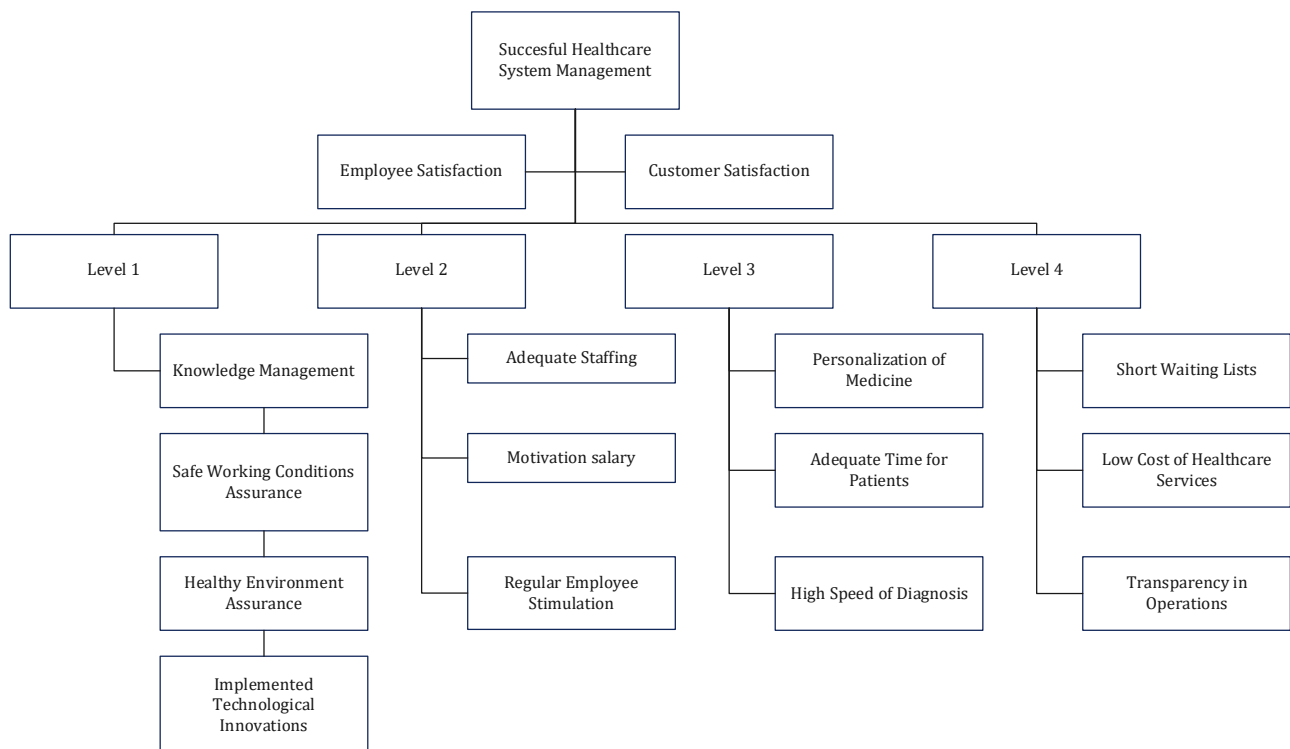 Succesful Healthcare
System Management
Employee Satisfaction
Customer Satisfaction
Level 1
Level 2
Level 3
Level 4
Knowledge Management
Safe Working Conditions
Assurance
Healthy Environment
Assurance
Implemented
Technological
Innovations
Adequate Staffing
Motivation salary
Regular Employee
Stimulation
Personalization of
Medicine
Adequate Time for
Patients
High Speed of Diagnosis
Short Waiting Lists
Low Cost of Healthcare
Services
Transparency in
Operations